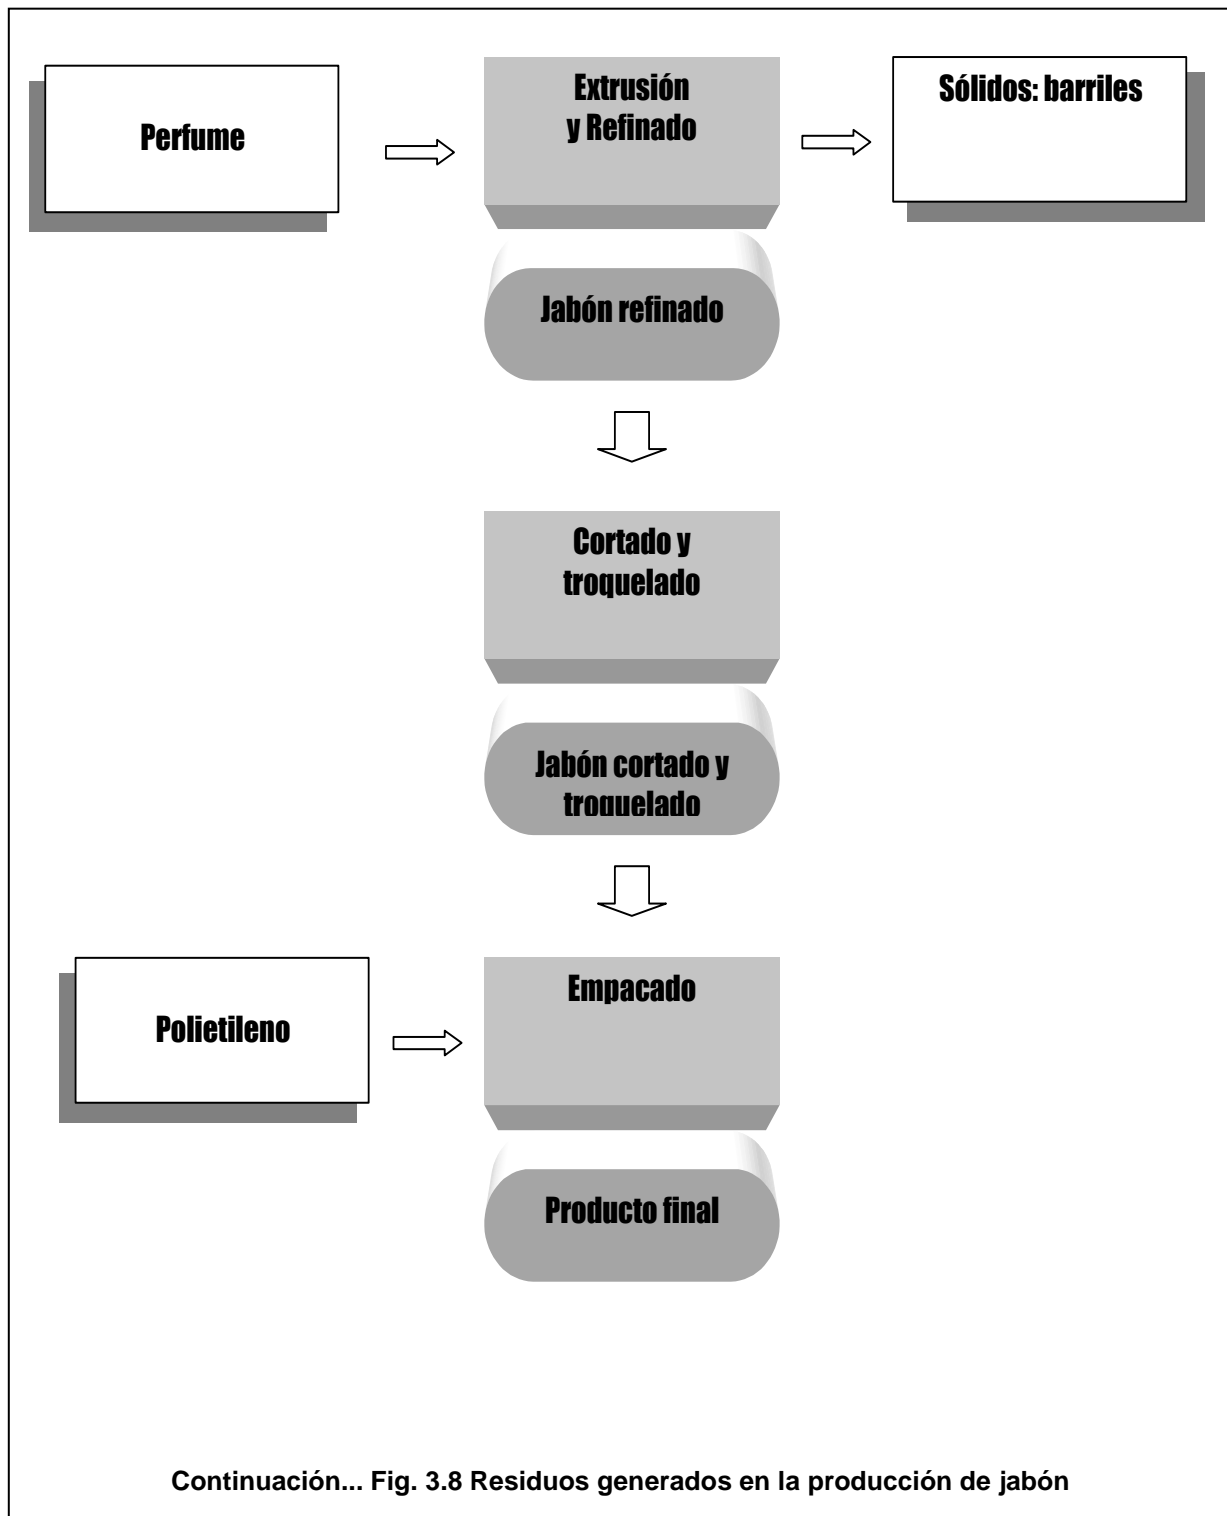 Perfume
Extrusión
y Refinado
Sólidos: barriles
Jabón refinado
Cortado y
troquelado
Jabón cortado y
troquelado
Polietileno
Empacado
Producto final
Continuación... Fig. 3.8 Residuos generados en la producción de jabón